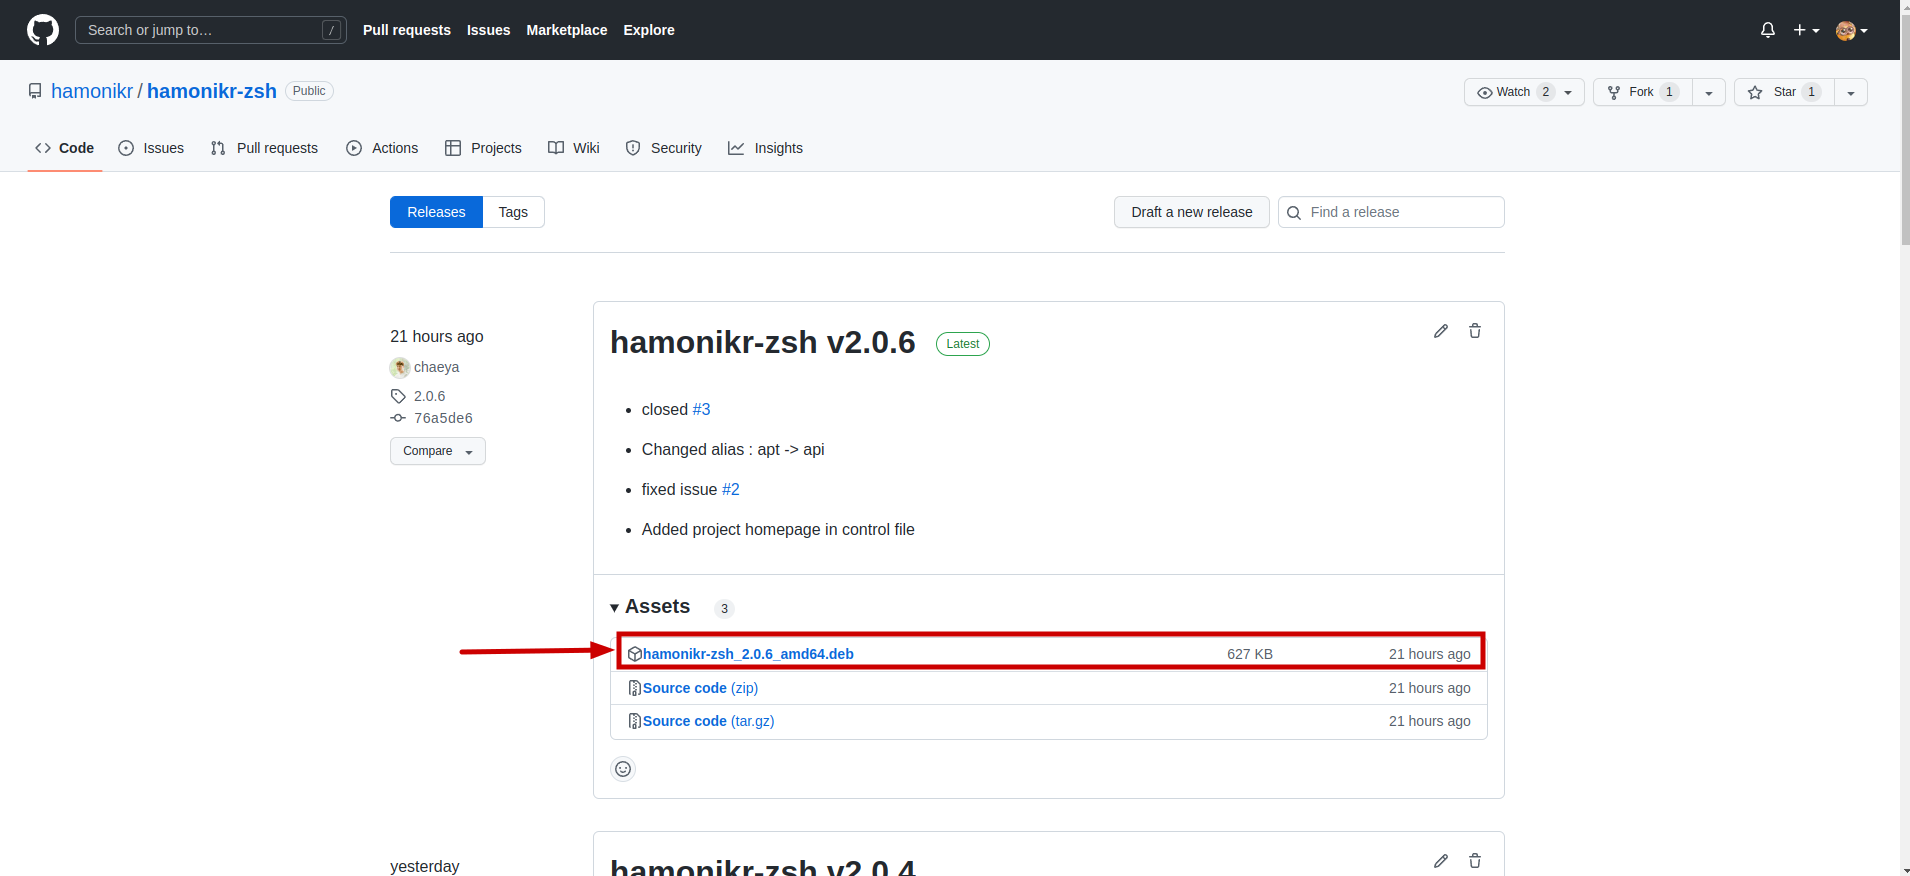 Search or jump to… /
Pull requests Issues Marketplace Explore
hamonikr / hamonikr-zsh Public
Watch 2 Fork 1 Star 1
Code Issues Pull requests Actions Projects Wiki Security Insights
Releases Tags
Draft a new release Find a release
21 hours ago
chaeya
2.0.6
76a5de6
Compare
hamonikr-zsh v2.0.6 Latest
closed #3
Changed alias : apt -> api
fixed issue #2
Added project homepage in control file
Assets 3
hamonikr-zsh_2.0.6_amd64.deb 627 KB 21 hours ago
Source code (zip) 21 hours ago
Source code (tar.gz) 21 hours ago
yesterday
hamonikr-zsh v2.0.4